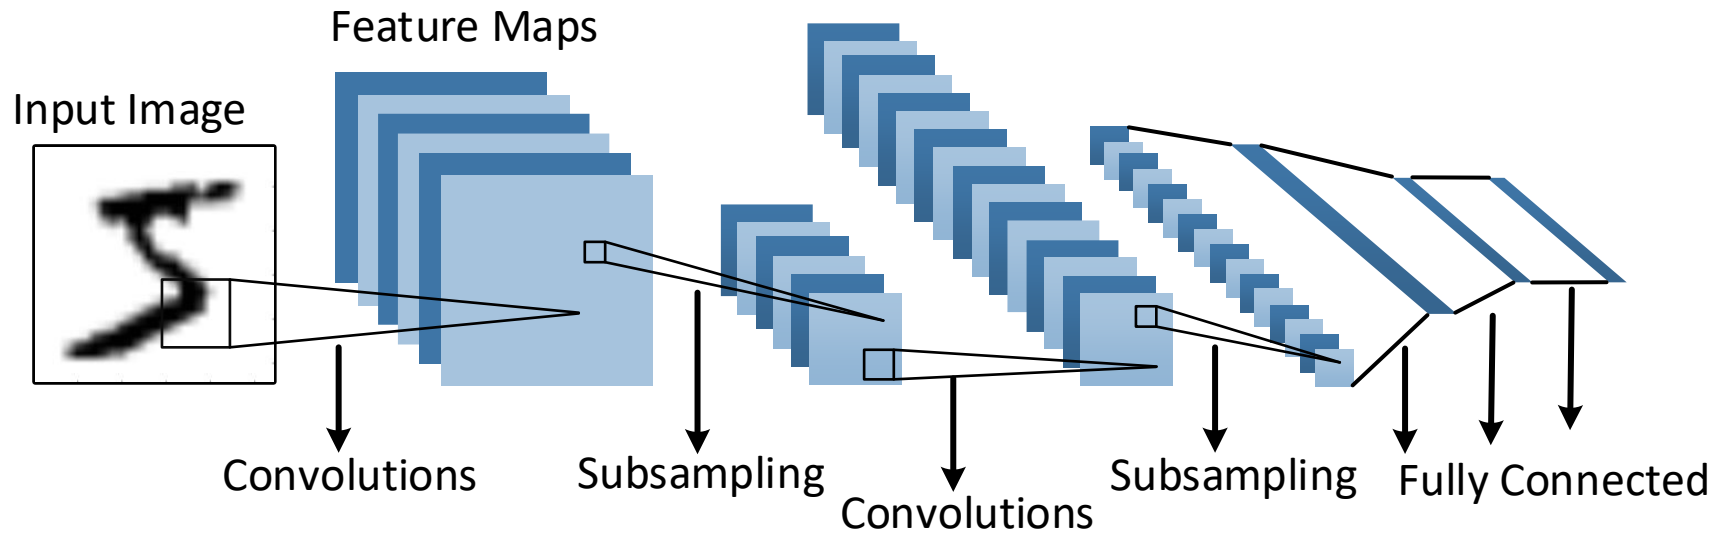 Feature Maps
Input Image
Convolutions
Subsampling
Convolutions
Subsampling
Fully Connected